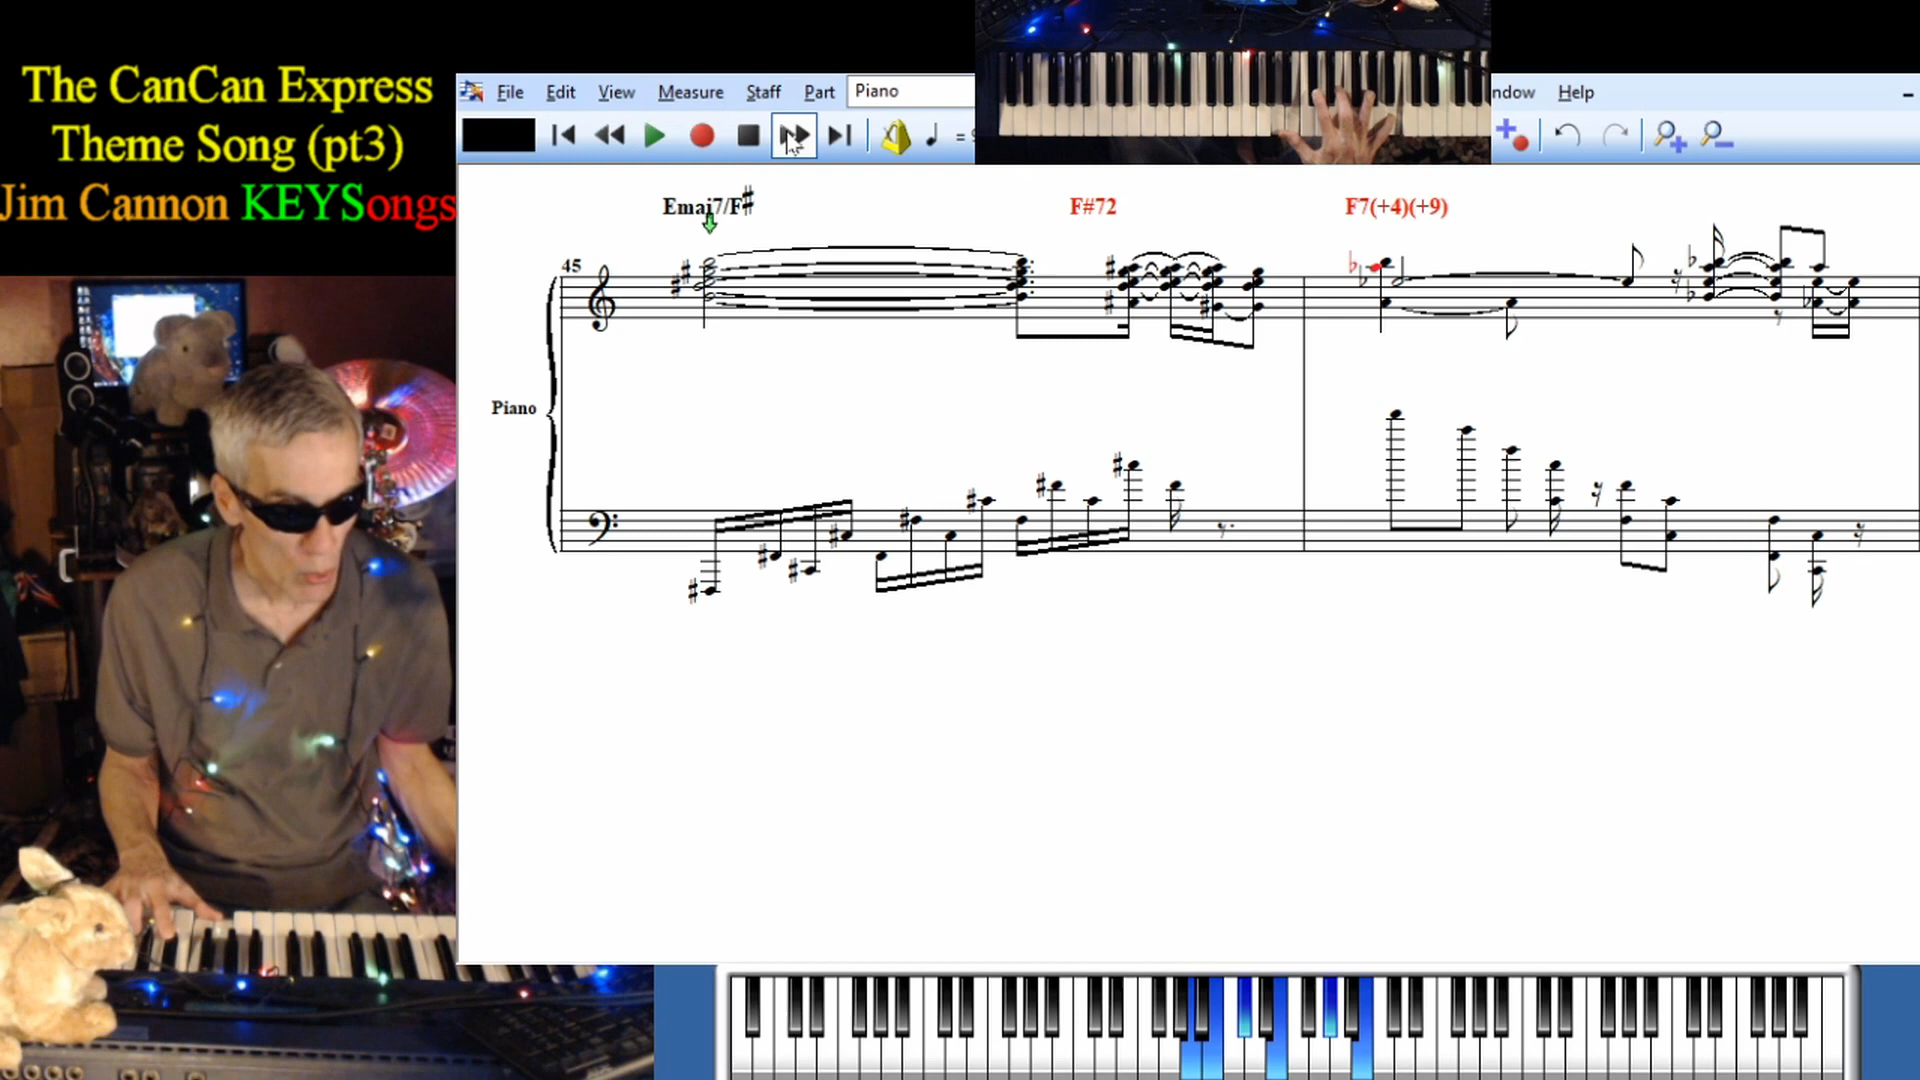 The CanCan Express
Theme Song (pt3)
Jim Cannon KEYSongs
File Edit View Measure Staff Part Piano
ndow Help
=
Emaj7/F# F#72 F7(+4)(+9)
45
Piano